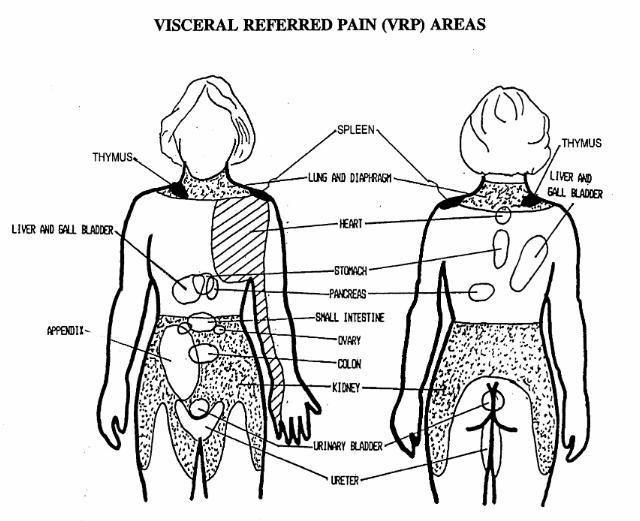 VISCERAL REFERRED PAIN (VRP) AREAS
SPLEEN
THYMUS
THYMUS
LUNG AND DIAPHRAGM
LIVER AND
GALL BLADDER
HEART
LIVER AND GALL BLADDER
STOMACH
PANCREAS
SMALL INTESTINE
APPENDIX
OVARY
COLON
KIDNEY
URINARY BLADDER
URETER